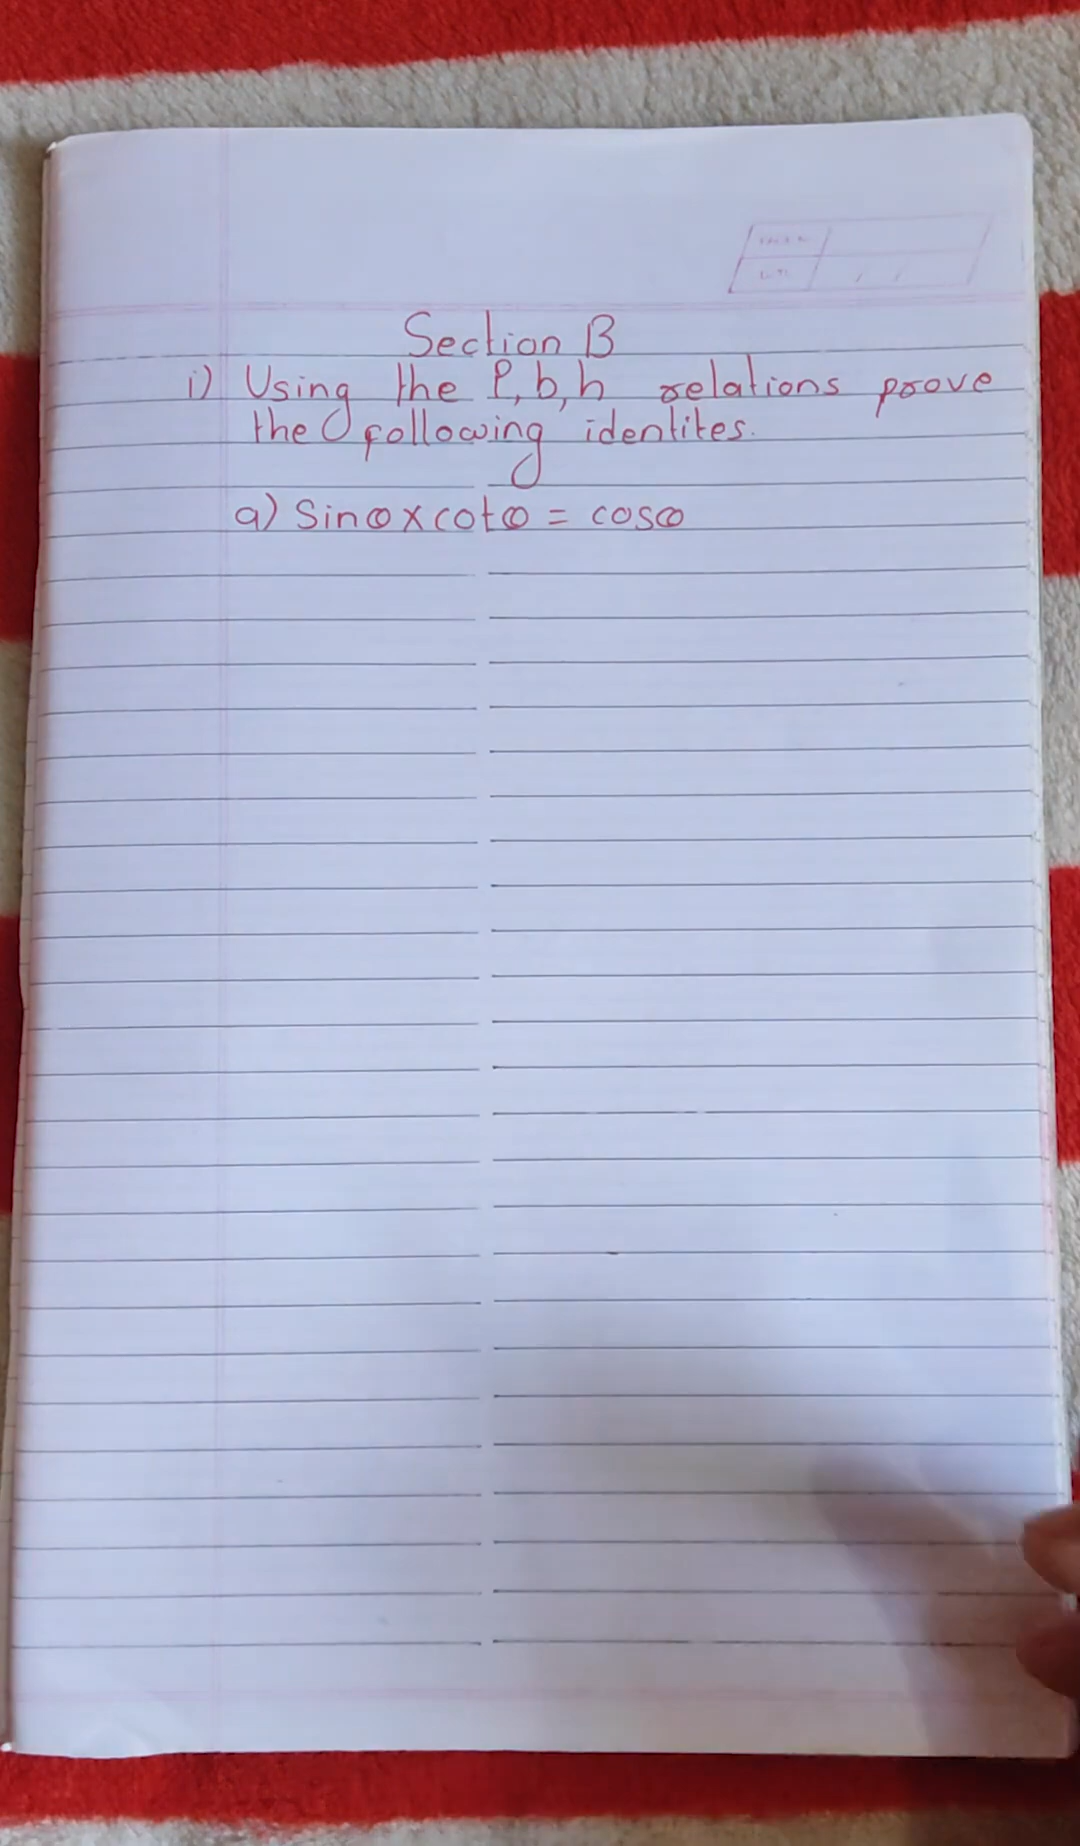 Section B
i) Using the P, b, h relations prove
the following identites.
a) Sinθ x cotθ = cosθ